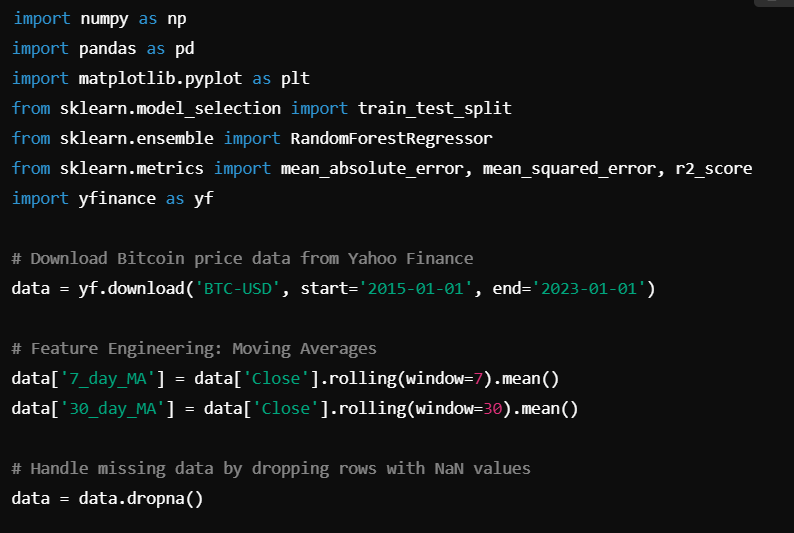 import numpy as np
import pandas as pd
import matplotlib.pyplot as plt
from sklearn.model_selection import train_test_split
from sklearn.ensemble import RandomForestRegressor
from sklearn.metrics import mean_absolute_error, mean_squared_error, r2_score
import yfinance as yf

# Download Bitcoin price data from Yahoo Finance
data = yf.download('BTC-USD', start='2015-01-01', end='2023-01-01')

# Feature Engineering: Moving Averages
data['7_day_MA'] = data['Close'].rolling(window=7).mean()
data['30_day_MA'] = data['Close'].rolling(window=30).mean()

# Handle missing data by dropping rows with NaN values
data = data.dropna()